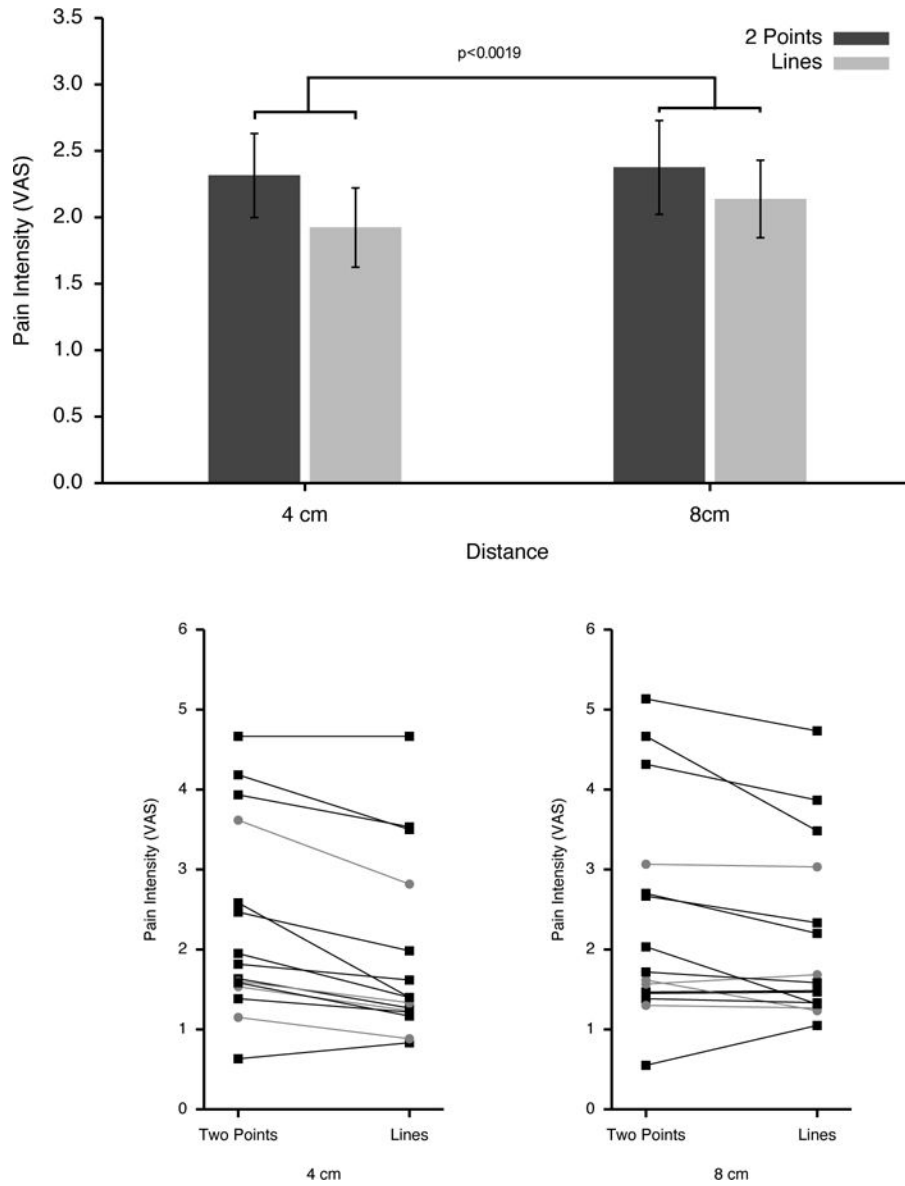 3.5
3.0
2.5
2.0
1.5
1.0
0.5
0.0
Pain Intensity (VAS)
p<0.0019
2 Points
Lines
4 cm
8cm
Distance
6
5
4
3
2
1
0
Pain Intensity (VAS)
Two Points
Lines
4 cm
6
5
4
3
2
1
0
Pain Intensity (VAS)
Two Points
Lines
8 cm